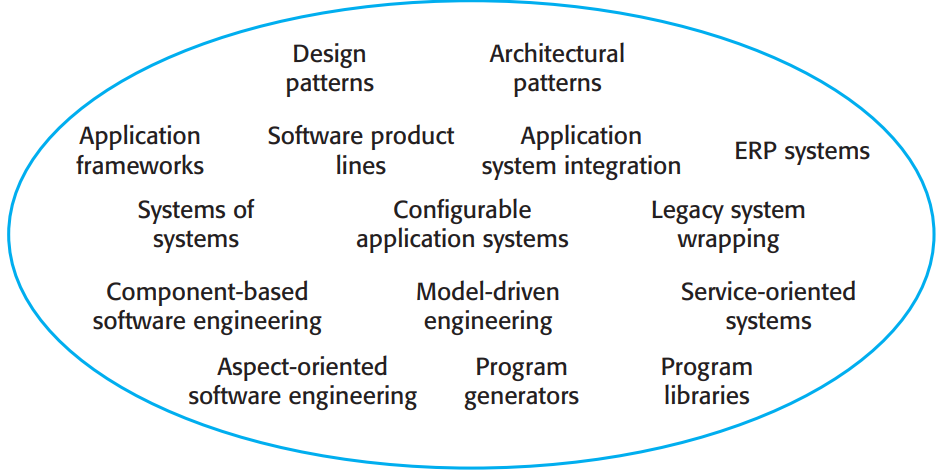 Design
patterns
Architectural
patterns
Application
frameworks
Software product
lines
Application
system integration
ERP systems
Systems of
systems
Configurable
application systems
Legacy system
wrapping
Component-based
software engineering
Model-driven
engineering
Service-oriented
systems
Aspect-oriented
software engineering
Program
generators
Program
libraries